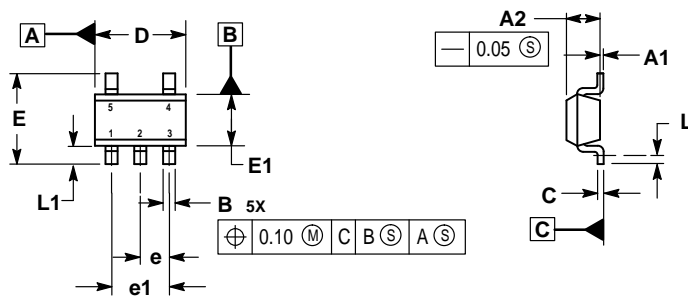 A D B
E
5 4
1 2 3
L1
E1
B 5X
⌖ 0.10 Ⓜ C B Ⓢ A Ⓢ
e
e1
A2
— 0.05 Ⓢ
A1
L
C
C